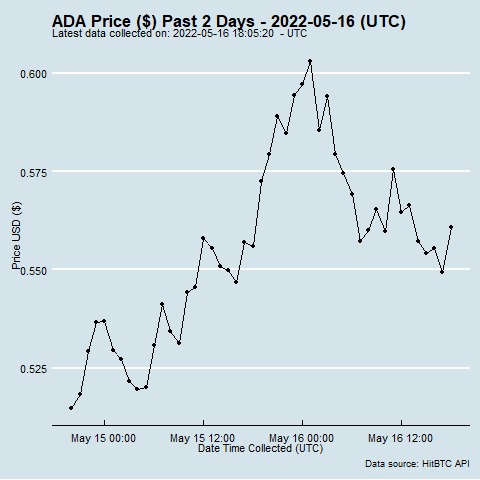 ADA Price ($) Past 2 Days - 2022-05-16 (UTC)
Latest data collected on: 2022-05-16 18:05:20 - UTC
0.600
0.575
0.550
0.525
Price USD ($)
May 15 00:00 May 15 12:00 May 16 00:00 May 16 12:00
Date Time Collected (UTC)
Data source: HitBTC API